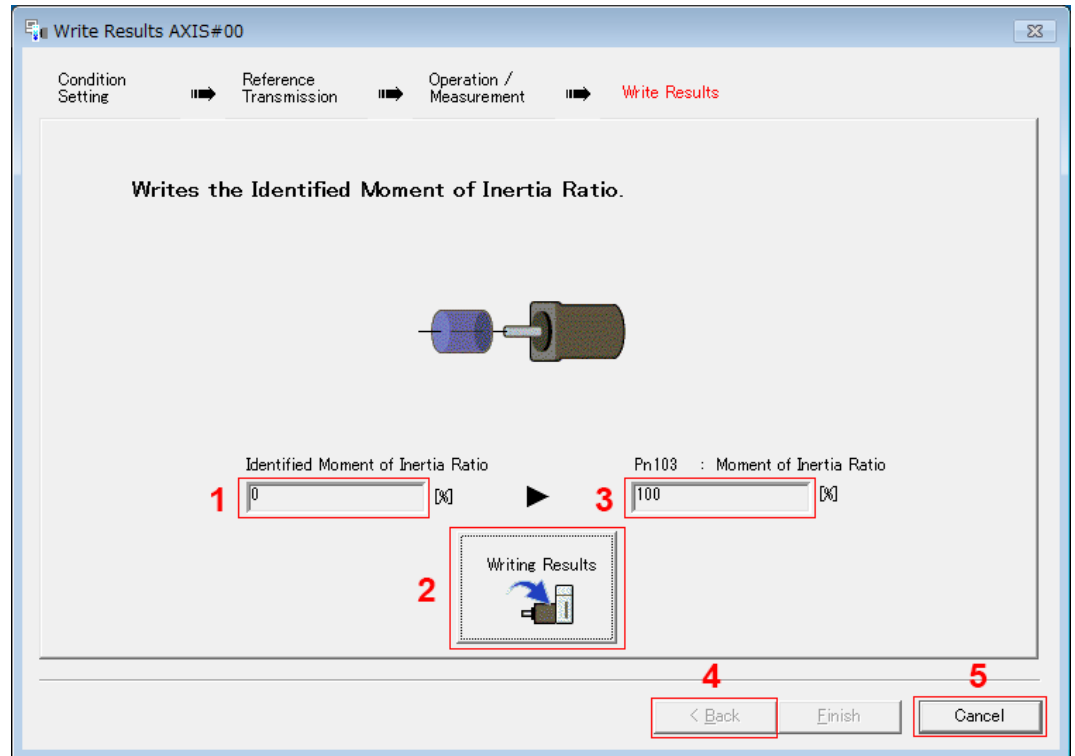 Write Results AXIS#00
Condition
Setting
Reference
Transmission
Operation /
Measurement
Write Results
Writes the Identified Moment of Inertia Ratio.
Identified Moment of Inertia Ratio
Pn103 : Moment of Inertia Ratio
1 0 [%] 3 100 [%]
Writing Results
2
4 5
< Back Finish Cancel